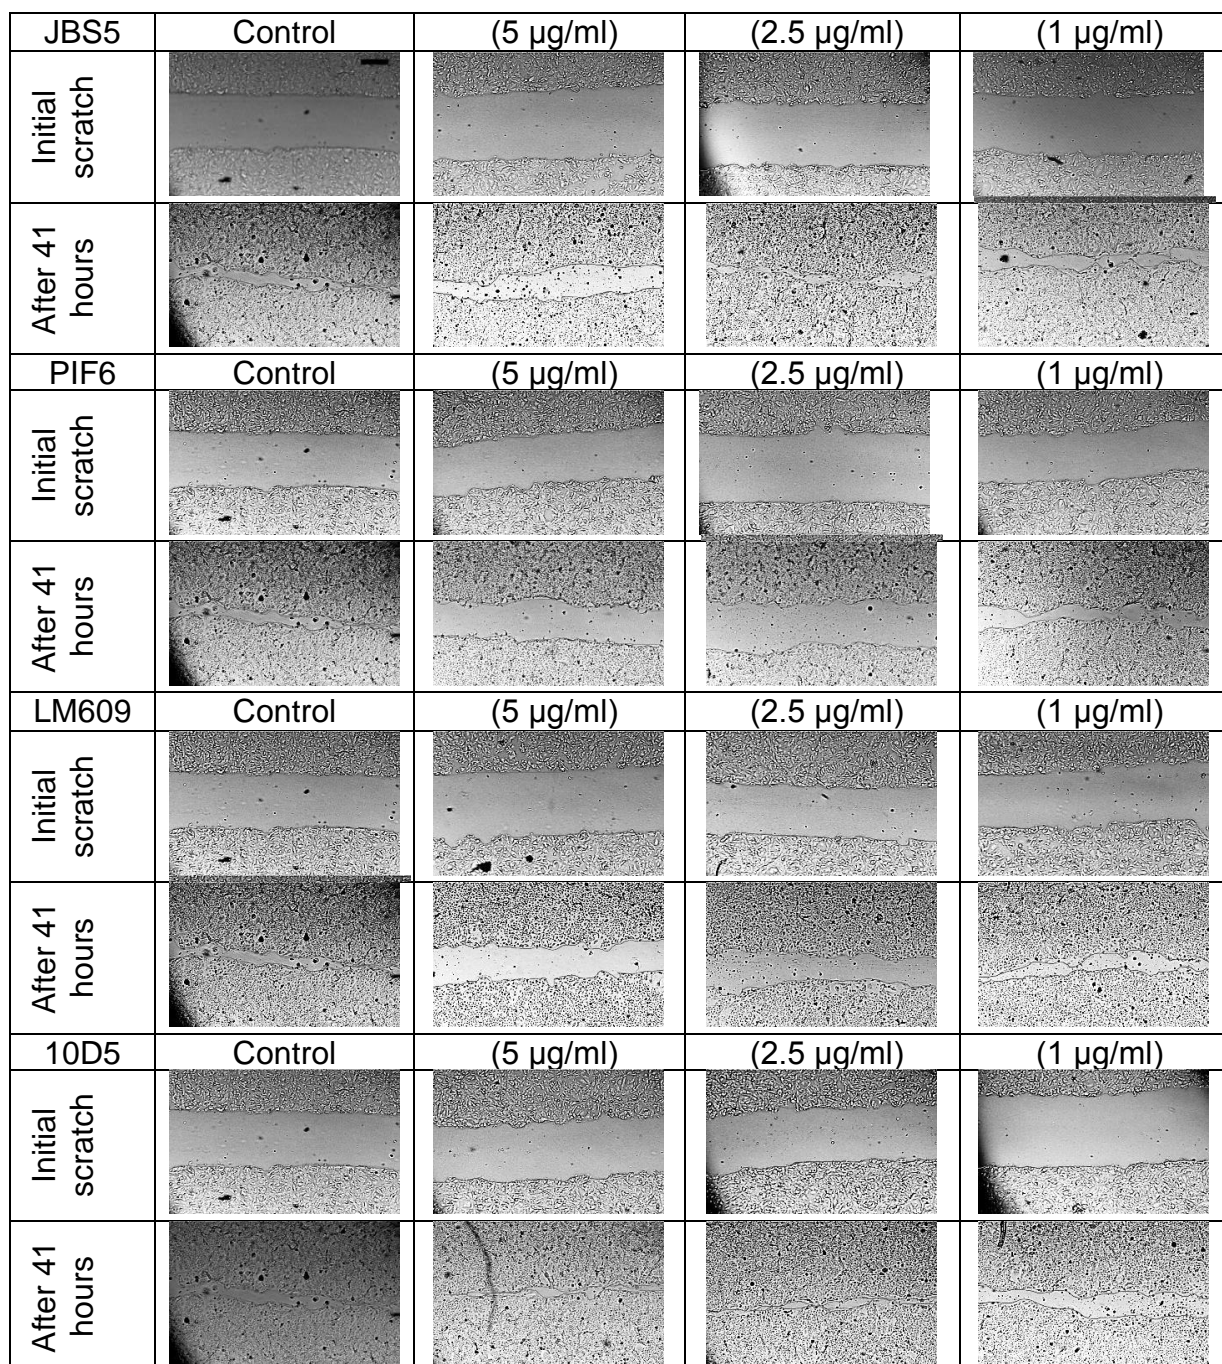 JBS5 Control (5 µg/ml) (2.5 µg/ml) (1 µg/ml)
Initial
scratch
After 41
hours
PIF6 Control (5 µg/ml) (2.5 µg/ml) (1 µg/ml)
Initial
scratch
After 41
hours
LM609 Control (5 µg/ml) (2.5 µg/ml) (1 µg/ml)
Initial
scratch
After 41
hours
10D5 Control (5 µg/ml) (2.5 µg/ml) (1 µg/ml)
Initial
scratch
After 41
hours